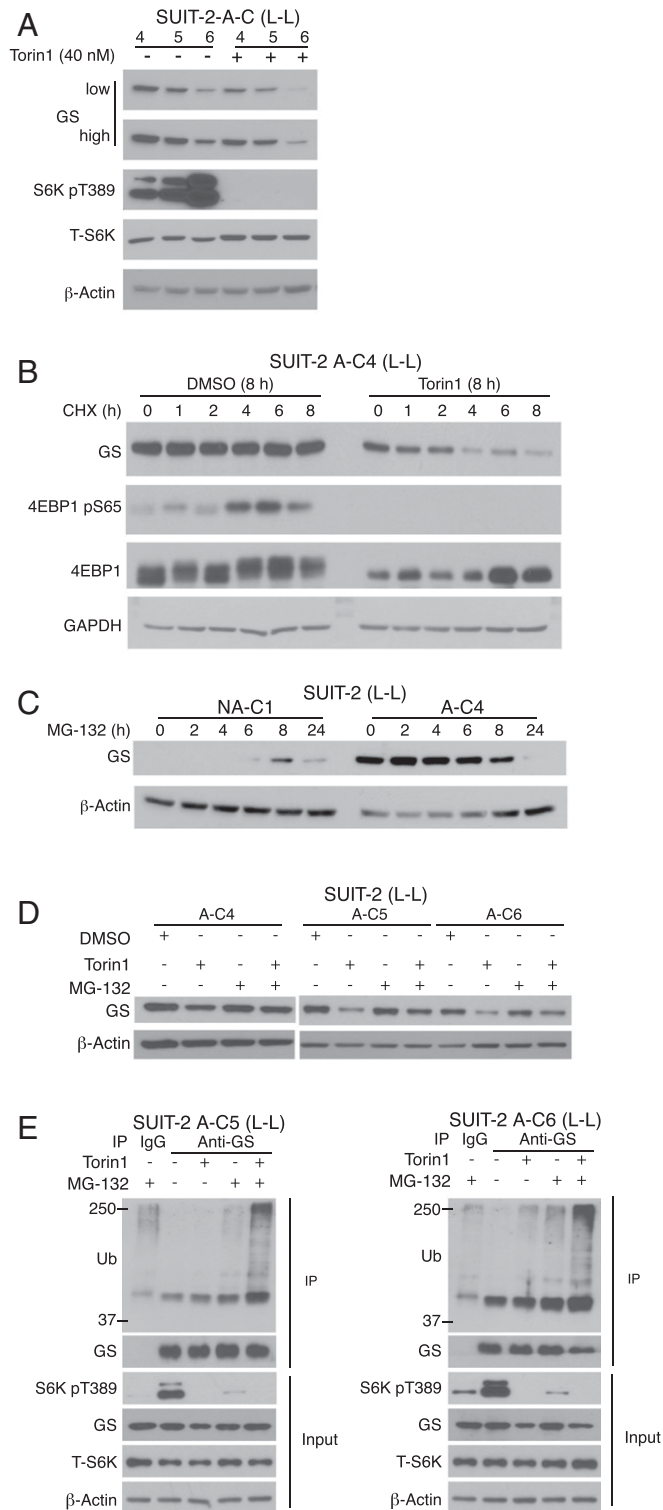 A
SUIT-2-A-C (L-L)
4 5 6 4 5 6
Torin1 (40 nM) - - - + + +
low
GS
high
S6K pT389
T-S6K
β-Actin
B
SUIT-2 A-C4 (L-L)
DMSO (8 h) Torin1 (8 h)
CHX (h) 0 1 2 4 6 8 0 1 2 4 6 8
GS
4EBP1 pS65
4EBP1
GAPDH
C
SUIT-2 (L-L)
NA-C1 A-C4
MG-132 (h) 0 2 4 6 8 24 0 2 4 6 8 24
GS
β-Actin
D
SUIT-2 (L-L)
A-C4 A-C5 A-C6
DMSO + - - - + - - - + - - -
Torin1 - + - + - + - + - + - +
MG-132 - - + + - - + + - - + +
GS
β-Actin
E
SUIT-2 A-C5 (L-L)
IP IgG Anti-GS
Torin1 - - + - +
MG-132 + - - + +
250
Ub
37
IP
GS
S6K pT389
GS
Input
T-S6K
β-Actin
SUIT-2 A-C6 (L-L)
IP IgG Anti-GS
Torin1 - - + - +
MG-132 + - - + +
250
Ub
37
IP
GS
S6K pT389
GS
Input
T-S6K
β-Actin